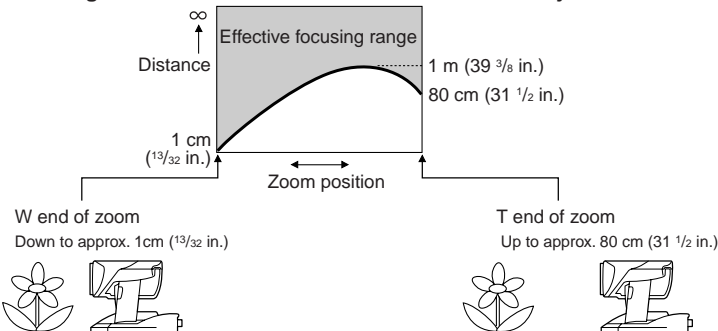 ∞
Effective focusing range
Distance
1 m (39 3/8 in.)
80 cm (31 1/2 in.)
1 cm
(13/32 in.)
Zoom position
W end of zoom
T end of zoom
Down to approx. 1cm (13/32 in.)
Up to approx. 80 cm (31 1/2 in.)